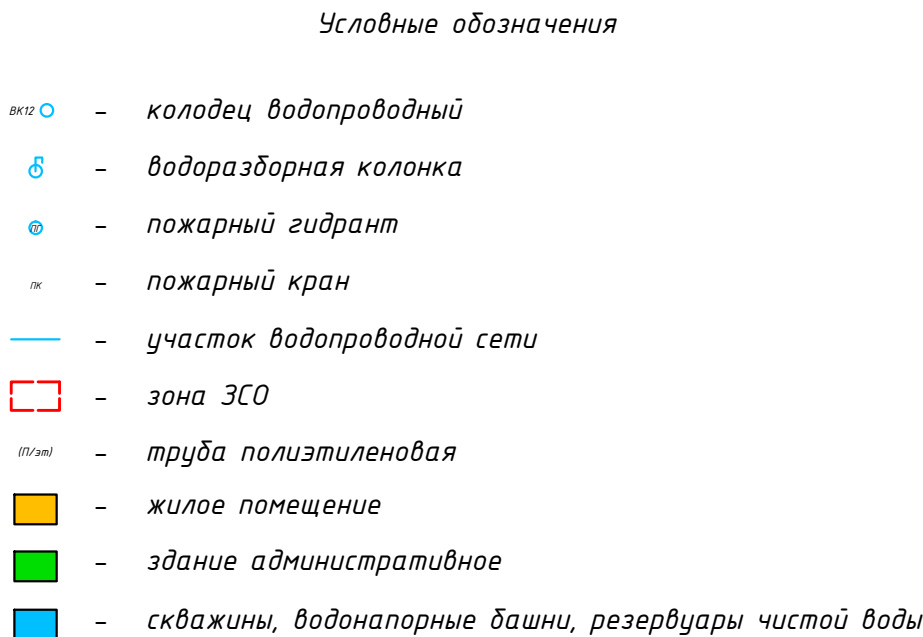 Условные обозначения
ВК12 - колодец водопроводный
- водоразборная колонка
ПГ - пожарный гидрант
ПК - пожарный кран
- участок водопроводной сети
- зона ЗСО
(П/эт) - труба полиэтиленовая
- жилое помещение
- здание административное
- скважины, водонапорные башни, резервуары чистой воды